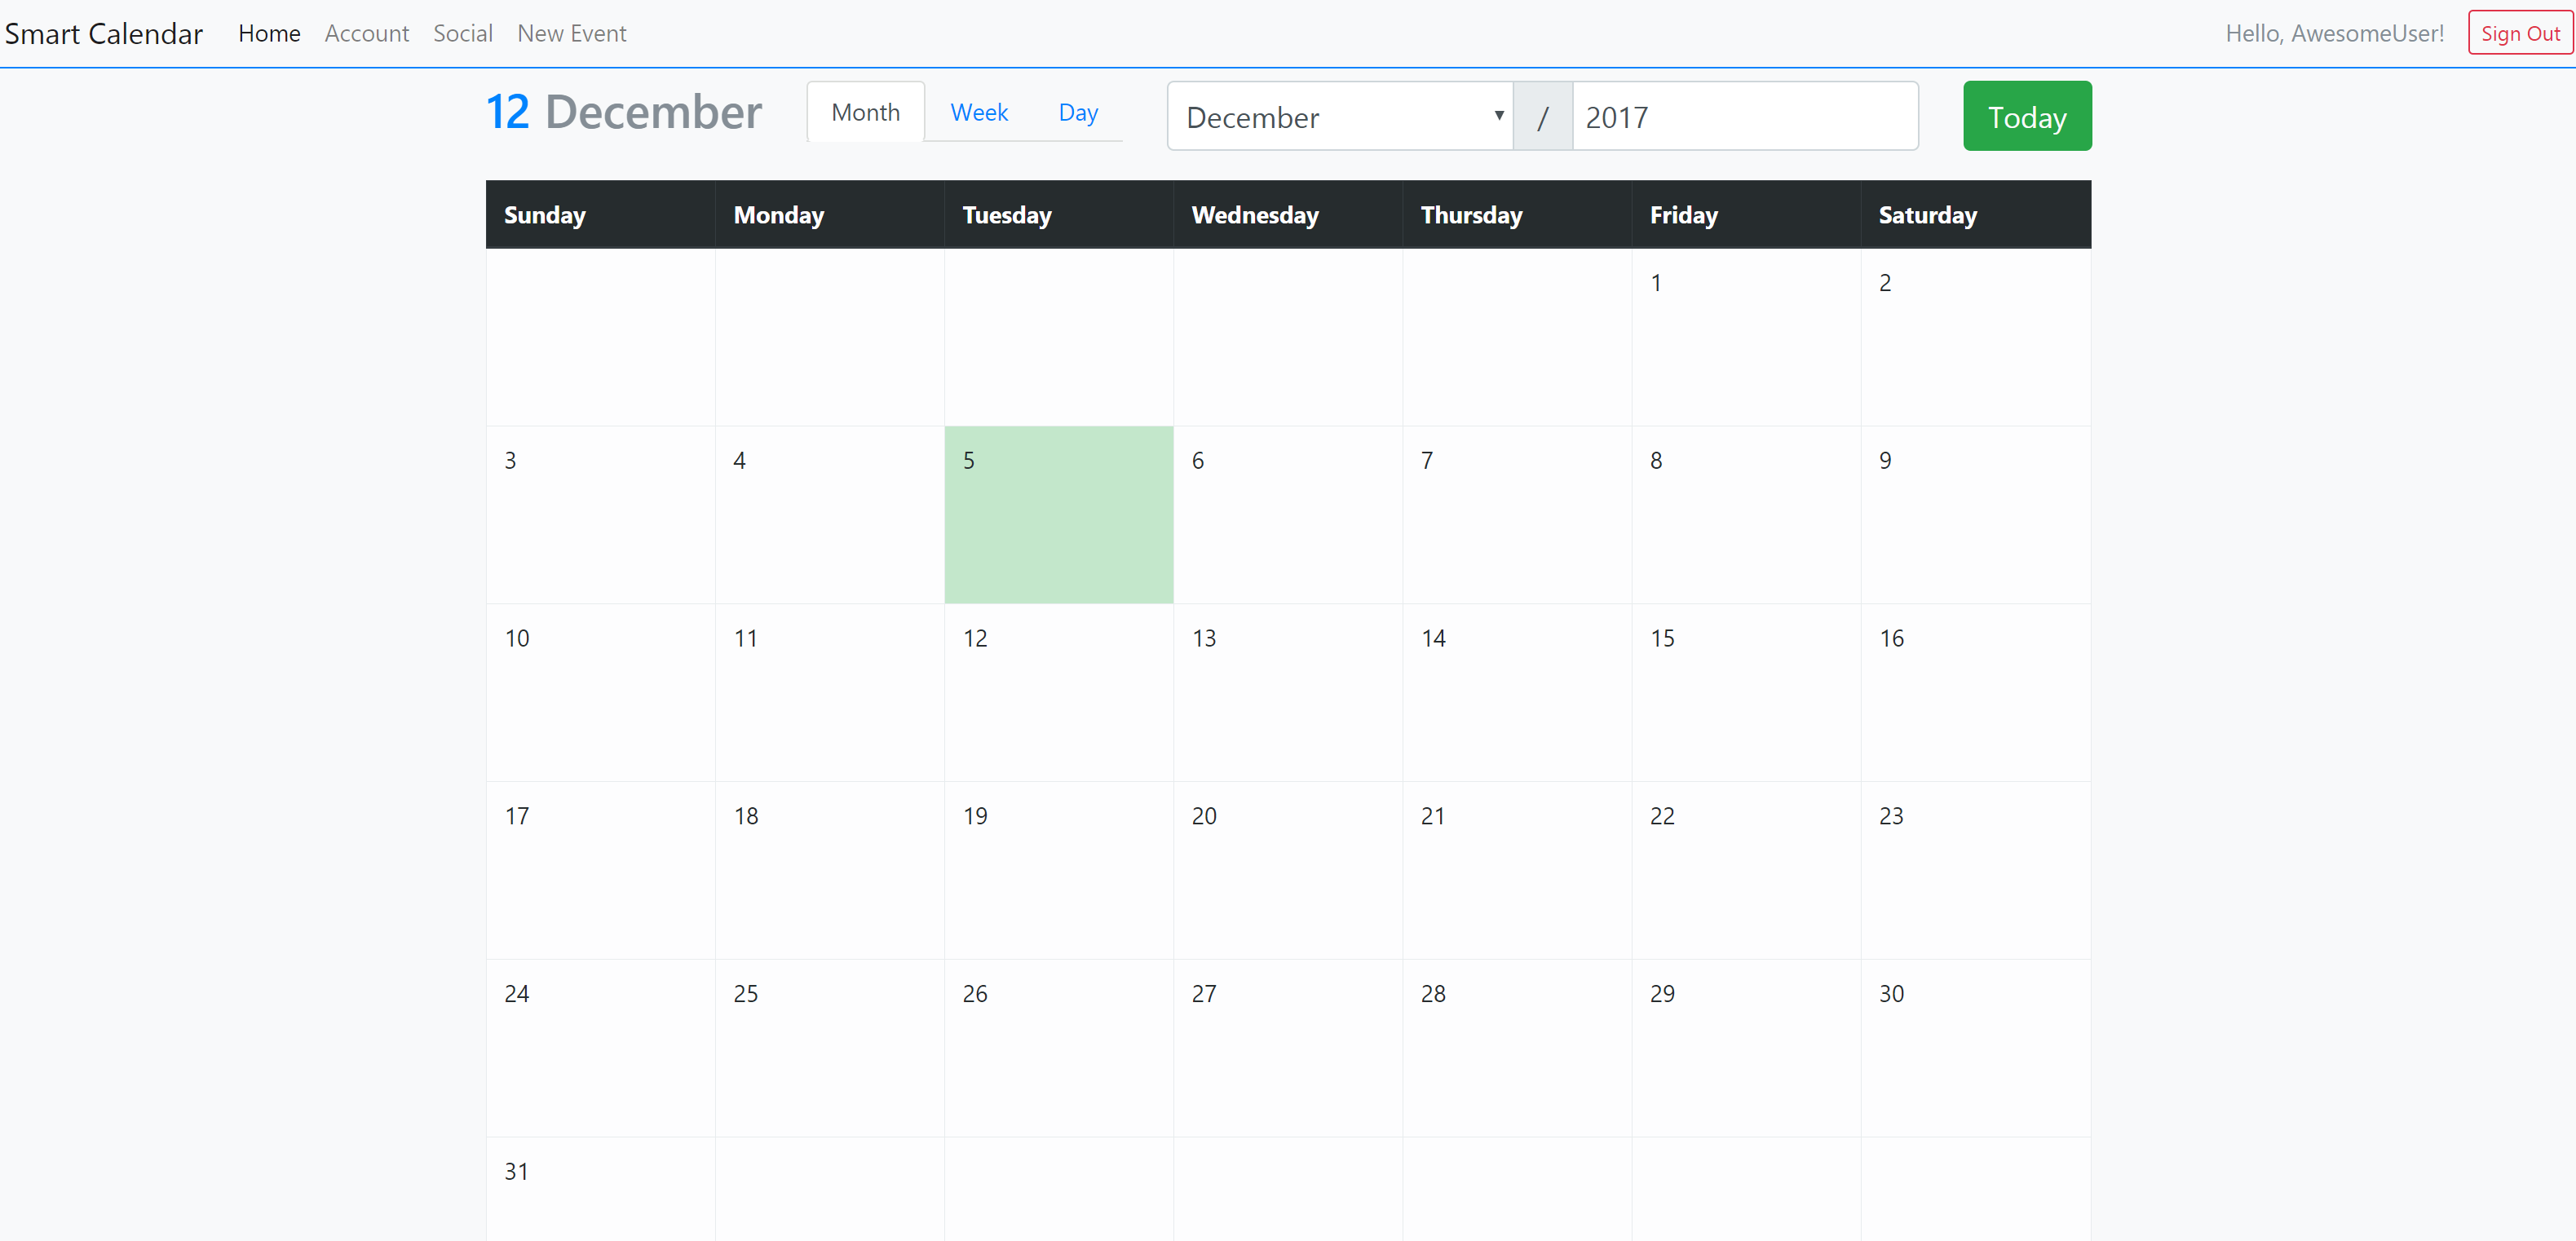 Smart Calendar Home Account Social New Event Hello, AwesomeUser! Sign Out
12 December Month Week Day December / 2017 Today
Sunday Monday Tuesday Wednesday Thursday Friday Saturday
1 2
3 4 5 6 7 8 9
10 11 12 13 14 15 16
17 18 19 20 21 22 23
24 25 26 27 28 29 30
31